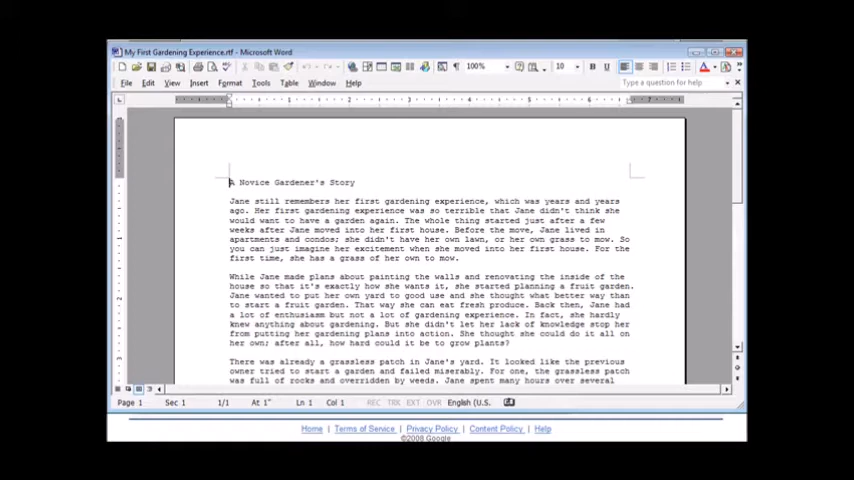 My First Gardening Experience.rtf - Microsoft Word
100% 10 B U A
File Edit View Insert Format Tools Table Window Help Type a question for help
1 2 3 4 5 6 7
A Novice Gardener's Story
Jane still remembers her first gardening experience, which was years and years
ago. Her first gardening experience was so terrible that Jane didn't think she
would want to have a garden again. The whole thing started just after a few
weeks after Jane moved into her first house. Before the move, Jane lived in
apartments and condos; she didn't have her own lawn, or her own grass to mow. So
you can just imagine her excitement when she moved into her first house. For the
first time, she has a grass of her own to mow.
While Jane made plans about painting the walls and renovating the inside of the
house so that it's exactly how she wants it, she started planning a fruit garden.
Jane wanted to put her own yard to good use and she thought what better way than
to start a fruit garden. That way she can eat fresh produce. Back then, Jane had
a lot of enthusiasm but not a lot of gardening experience. In fact, she hardly
knew anything about gardening. But she didn't let her lack of knowledge stop her
from putting her gardening plans into action. She thought she could do it all on
her own; after all, how hard could it be to grow plants?
There was already a grassless patch in Jane's yard. It looked like the previous
owner tried to start a garden and failed miserably. For one, the grassless patch
was full of rocks and overridden by weeds. Jane spent many hours over several
Page 1 Sec 1 1/1 At 1" Ln 1 Col 1 REC TRK EXT OVR English (U.S.
Home | Terms of Service | Privacy Policy | Content Policy | Help
©2008 Google